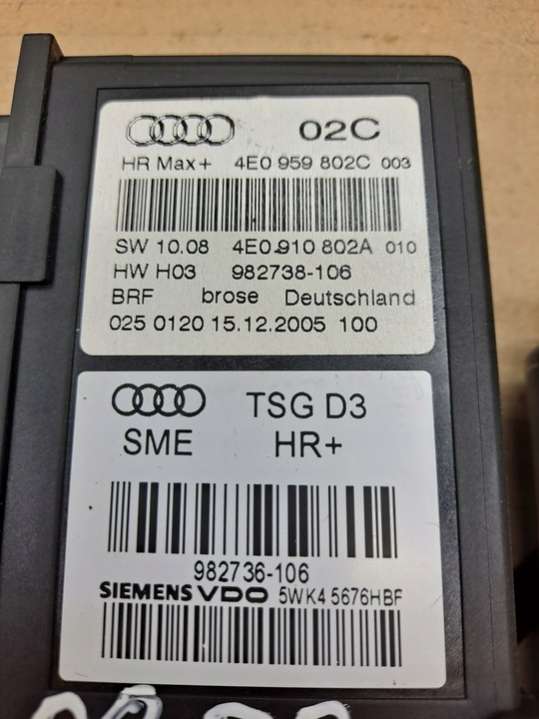 02C
HR Max+ 4E0 959 802C 003
SW 10.08 4E0.910 802A 010
HW H03 982738-106
BRF brose Deutschland
025 0120 15.12.2005 100
TSG D3
SME HR+
982736-106
SIEMENS VDO 5WK4 5676HBF